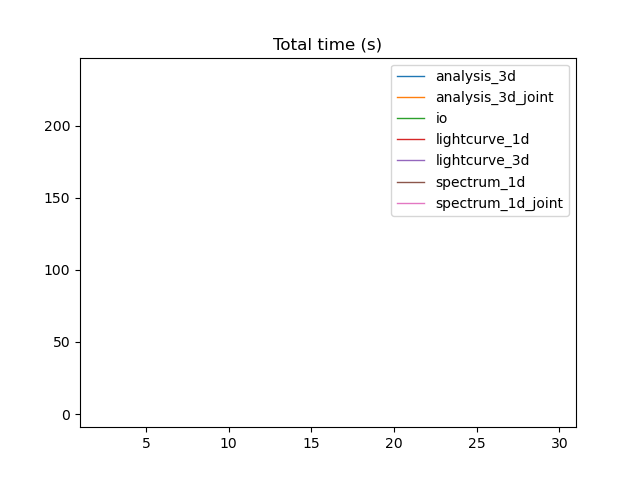 Total time (s)
analysis_3d
analysis_3d_joint
io
lightcurve_1d
lightcurve_3d
spectrum_1d
spectrum_1d_joint
200
150
100
50
0
5 10 15 20 25 30